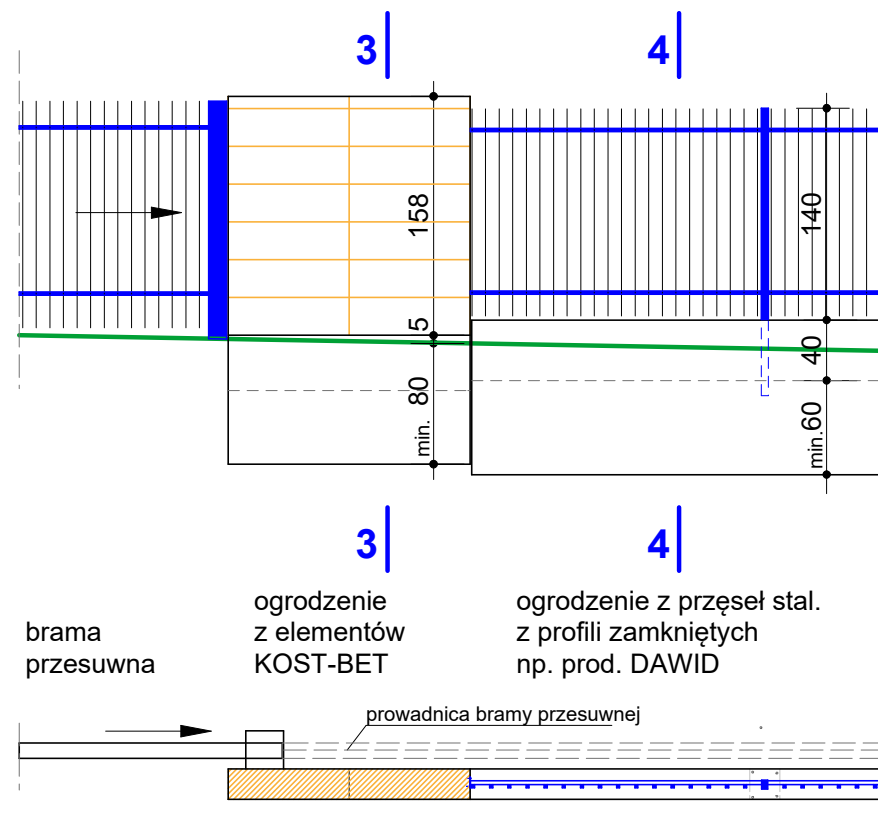 3
4
158
5
80
min.
140
40
60
min.
3
4
brama
przesuwna
ogrodzenie
z elementów
KOST-BET
ogrodzenie z przęseł stal.
z profili zamkniętych
np. prod. DAWID
prowadnica bramy przesuwnej